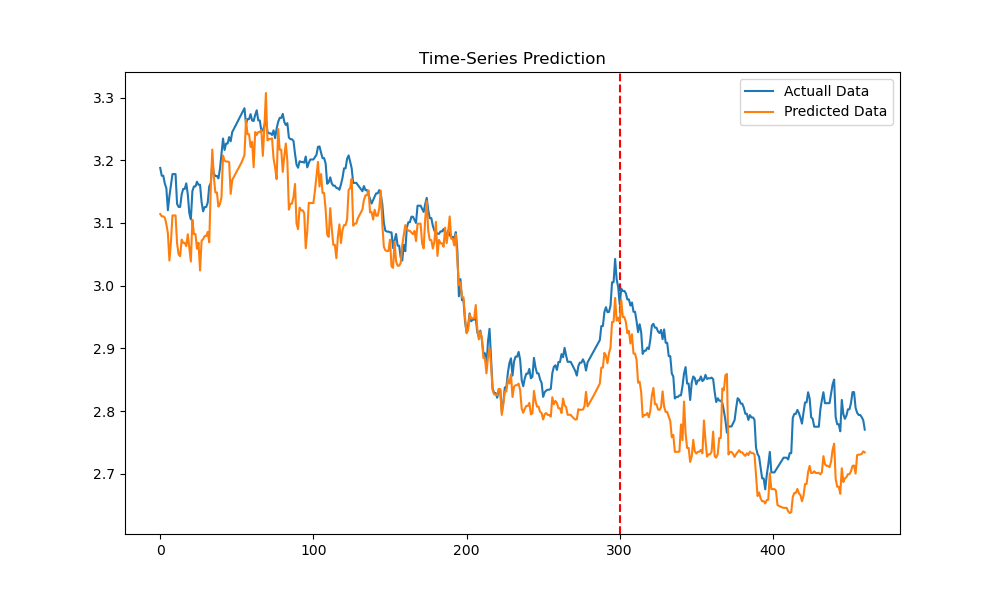 Time-Series Prediction
Actuall Data
Predicted Data
3.3
3.2
3.1
3.0
2.9
2.8
2.7
0 100 200 300 400